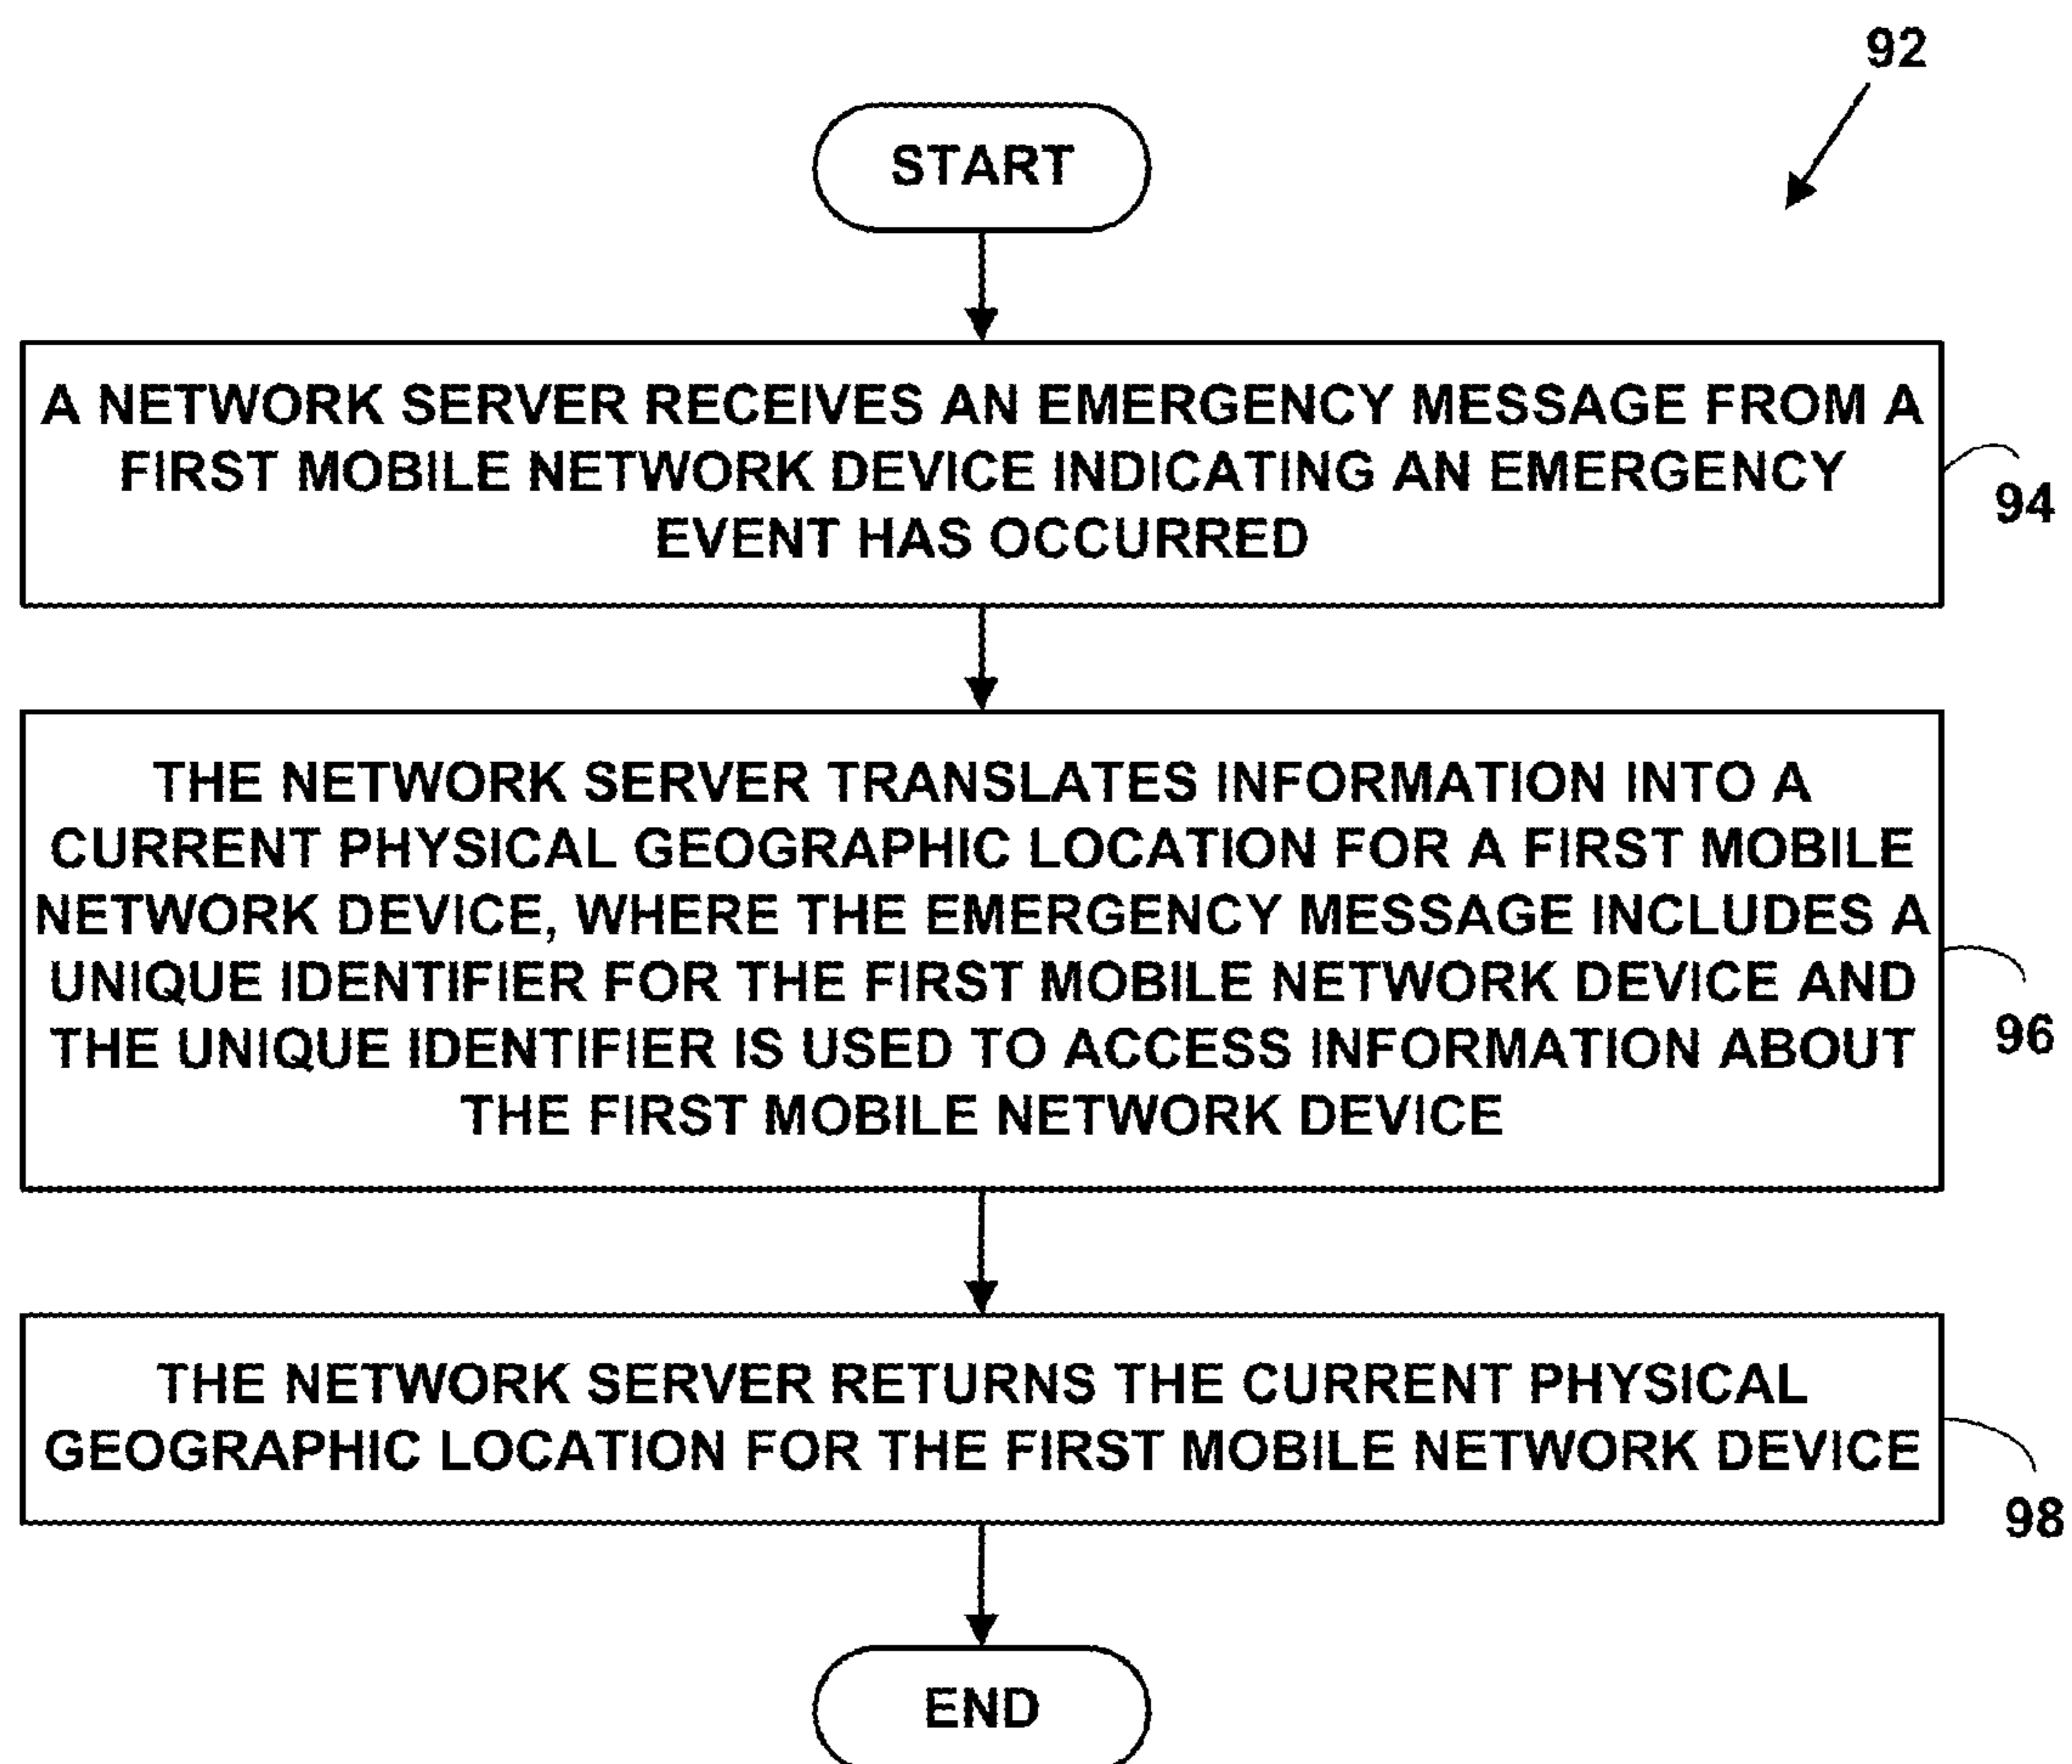 92
START
A NETWORK SERVER RECEIVES AN EMERGENCY MESSAGE FROM A
FIRST MOBILE NETWORK DEVICE INDICATING AN EMERGENCY
EVENT HAS OCCURRED
94
THE NETWORK SERVER TRANSLATES INFORMATION INTO A
CURRENT PHYSICAL GEOGRAPHIC LOCATION FOR A FIRST MOBILE
NETWORK DEVICE, WHERE THE EMERGENCY MESSAGE INCLUDES A
UNIQUE IDENTIFIER FOR THE FIRST MOBILE NETWORK DEVICE AND
THE UNIQUE IDENTIFIER IS USED TO ACCESS INFORMATION ABOUT
THE FIRST MOBILE NETWORK DEVICE
96
THE NETWORK SERVER RETURNS THE CURRENT PHYSICAL
GEOGRAPHIC LOCATION FOR THE FIRST MOBILE NETWORK DEVICE
98
END